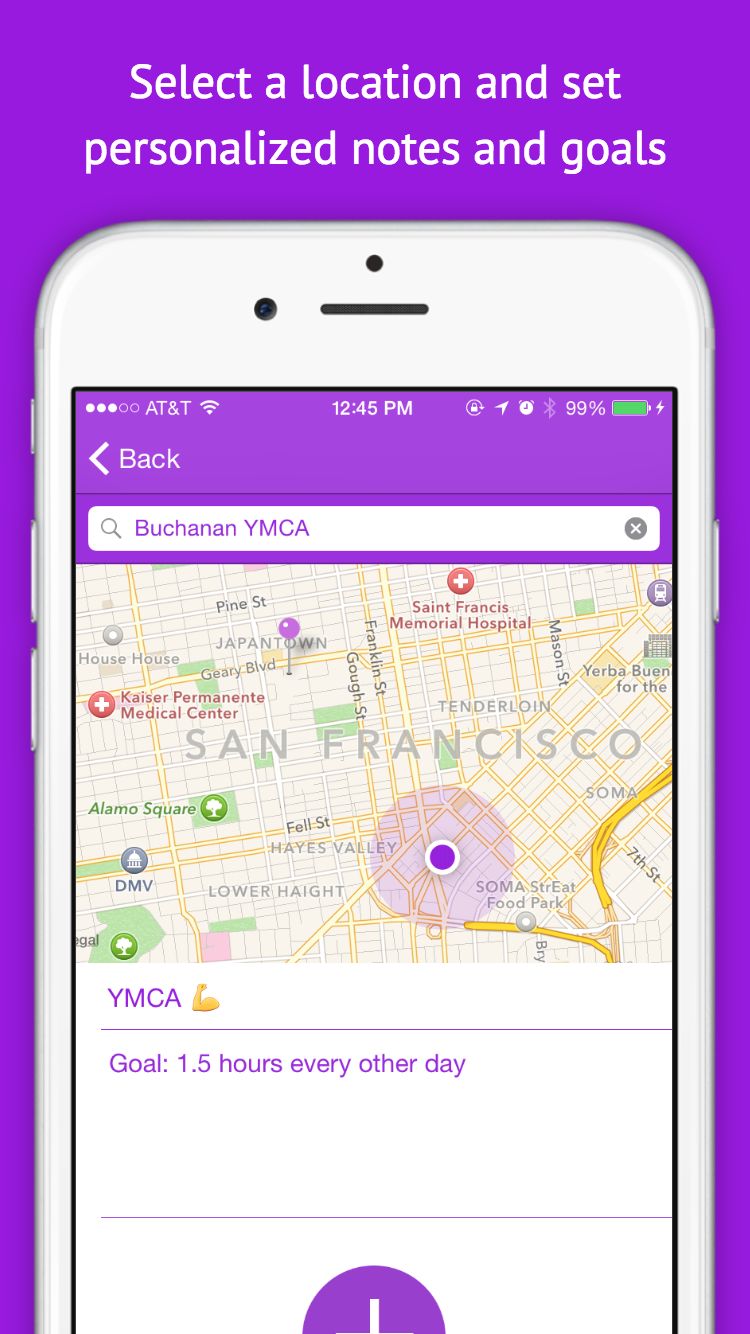 Select a location and set
personalized notes and goals
AT&T 12:45 PM 99%
Back
Buchanan YMCA
Pine St
Saint Francis
Memorial Hospital
Franklin St
Mason St
JAPANTOWN
House House
Geary Blvd
Gough St
Yerba Buen
for the
Kaiser Permanente
Medical Center
TENDERLOIN
SAN FRANCISCO
SOMA
Alamo Square
Fell St
HAYES VALLEY
7th St
DMV
LOWER HAIGHT
SOMA StrEat
Food Park
egal
Bry
YMCA 💪
Goal: 1.5 hours every other day